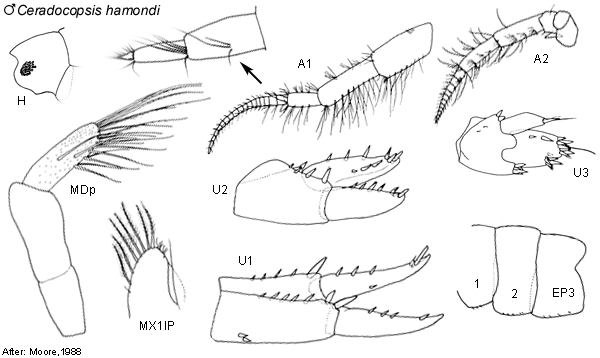 ♂ Ceradocopsis hamondi
H
A1
A2
MDp
U2
U3
U1
MX1IP
1
2
EP3
After: Moore,1988